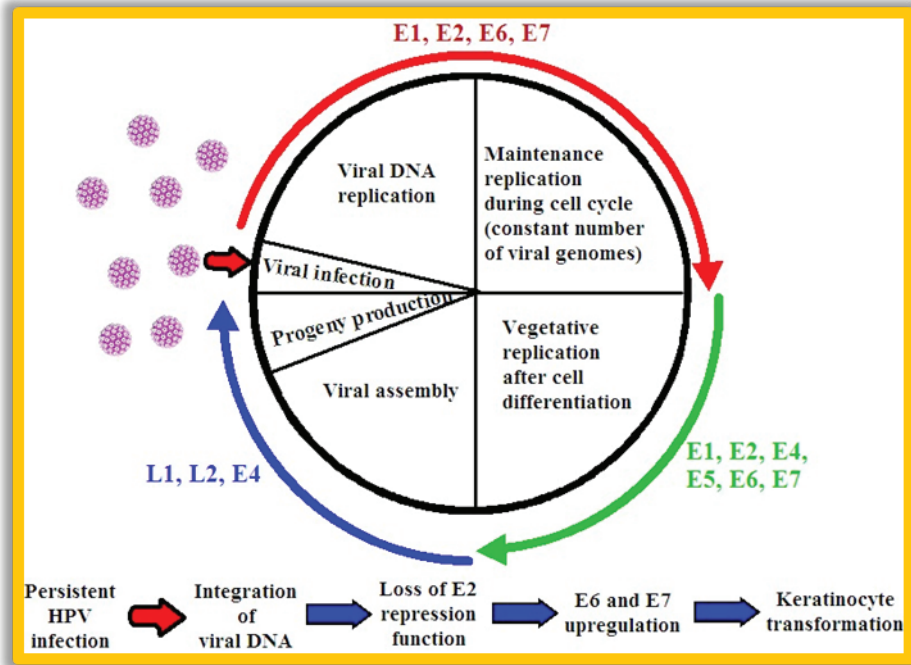 E1, E2, E6, E7
Viral DNA
replication
Maintenance
replication
during cell cycle
(constant number
of viral genomes)
Viral infection
Progeny production
Viral assembly
Vegetative
replication
after cell
differentiation
L1, L2, E4
E1, E2, E4,
E5, E6, E7
Persistent
HPV
infection
Integration
of
viral DNA
Loss of E2
repression
function
E6 and E7
upregulation
Keratinocyte
transformation